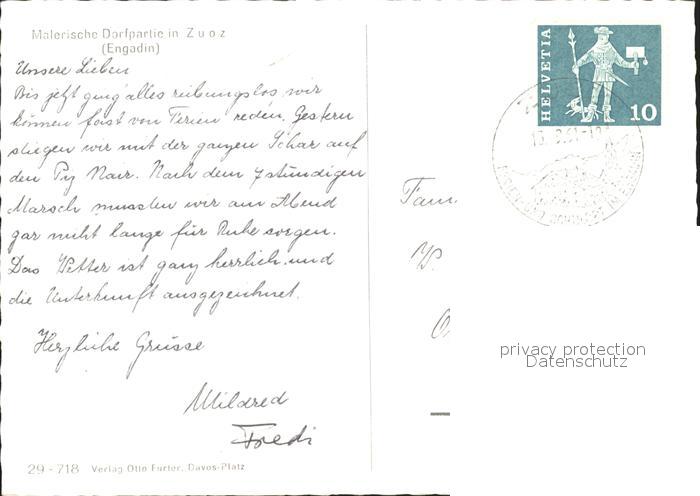 Malerische Dorfpartie in Zuoz
(Engadin)
Unsere Lieben
Bis jetzt ging alles reibungslos, wir
können fast von Ferien reden. Gestern
stiegen wir mit der ganzen Schar auf
den Piz Nair. Nach dem 7stündigen
Marsch mussten wir am Abend
gar nicht lange für Ruhe sorgen.
Das Wetter ist ganz herrlich und
die Unterkunft ausgezeichnet.
Herzliche Grüsse
Mildred
Fredi
29-718 Verlag Otto Furter, Davos-Platz
HELVETIA
10
Fam.
privacy protection
Datenschutz